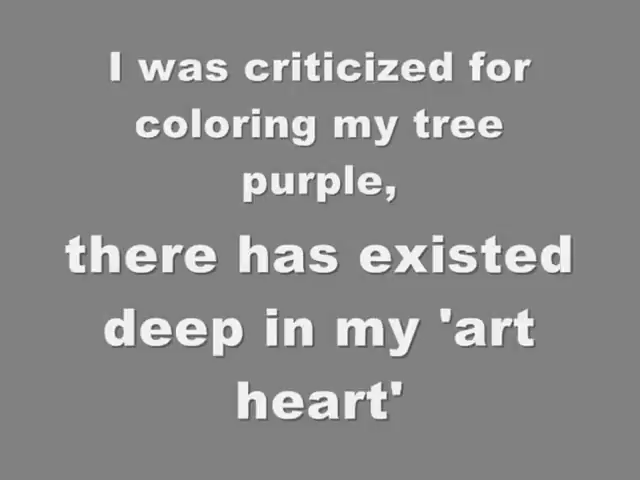 I was criticized for
coloring my tree
purple,
there has existed
deep in my 'art
heart'